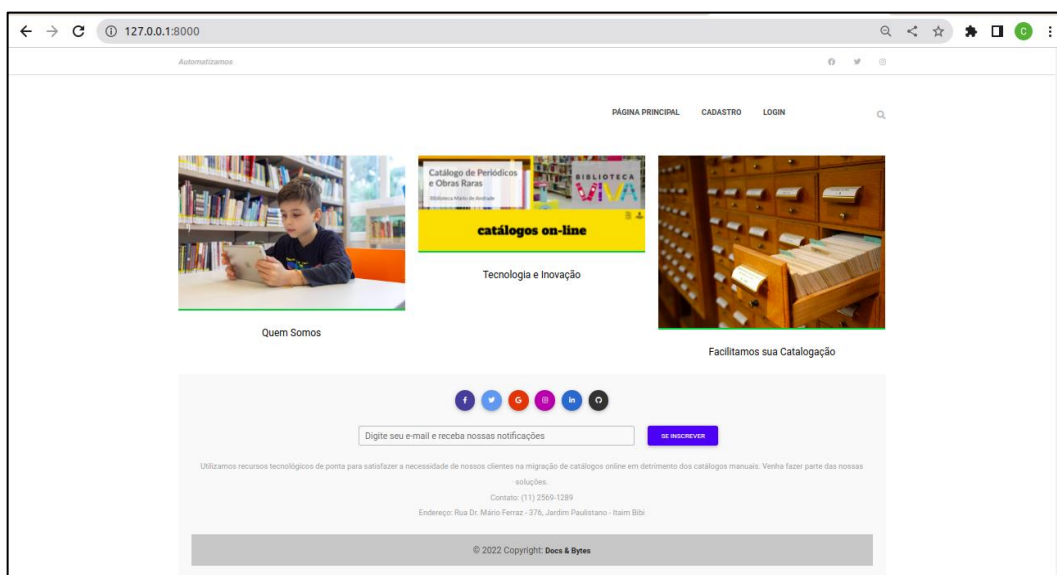 127.0.0.1:8000
C
Automatizamos
PÁGINA PRINCIPAL CADASTRO LOGIN
Catálogo de Periódicos
e Obras Raras
Biblioteca Mário de Andrade
BIBLIOTECA
VIVA
catálogos on-line
Tecnologia e Inovação
Quem Somos
Facilitamos sua Catalogação
Digite seu e-mail e receba nossas notificações
SE INSCREVER
Utilizamos recursos tecnológicos de ponta para satisfazer a necessidade de nossos clientes na migração de catálogos online em detrimento dos catálogos manuais. Venha fazer parte das nossas
soluções.
Contato: (11) 2569-1289
Endereço: Rua Dr. Mário Ferraz - 376, Jardim Paulistano - Itaim Bibi
© 2022 Copyright: Docs & Bytes